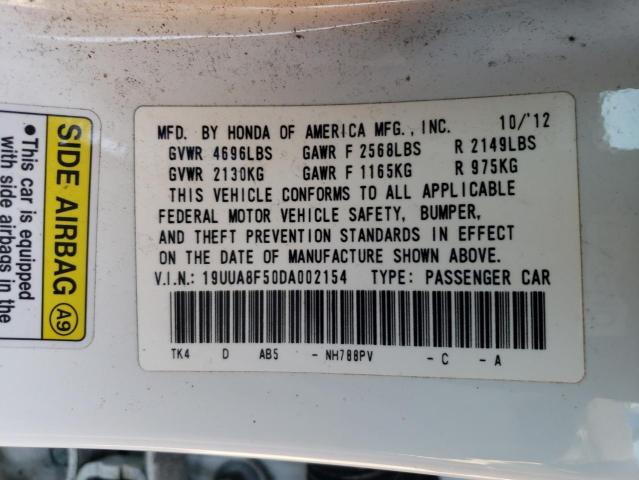 MFD. BY HONDA OF AMERICA MFG., INC. 10/'12
GVWR 4696LBS GAWR F 2568LBS R 2149LBS
GVWR 2130KG GAWR F 1165KG R 975KG
THIS VEHICLE CONFORMS TO ALL APPLICABLE
FEDERAL MOTOR VEHICLE SAFETY, BUMPER,
AND THEFT PREVENTION STANDARDS IN EFFECT
ON THE DATE OF MANUFACTURE SHOWN ABOVE.
V.I.N.: 19UUA8F50DA002154 TYPE: PASSENGER CAR
TK4 D AB5 -NH788PV -C -A
SIDE AIRBAG A9
•This car is equipped
with side airbags in the